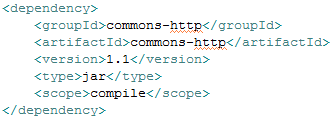 <dependency>
<groupId>commons-http</groupId>
<artifactId>commons-http</artifactId>
<version>1.1</version>
<type>jar</type>
<scope>compile</scope>
</dependency>